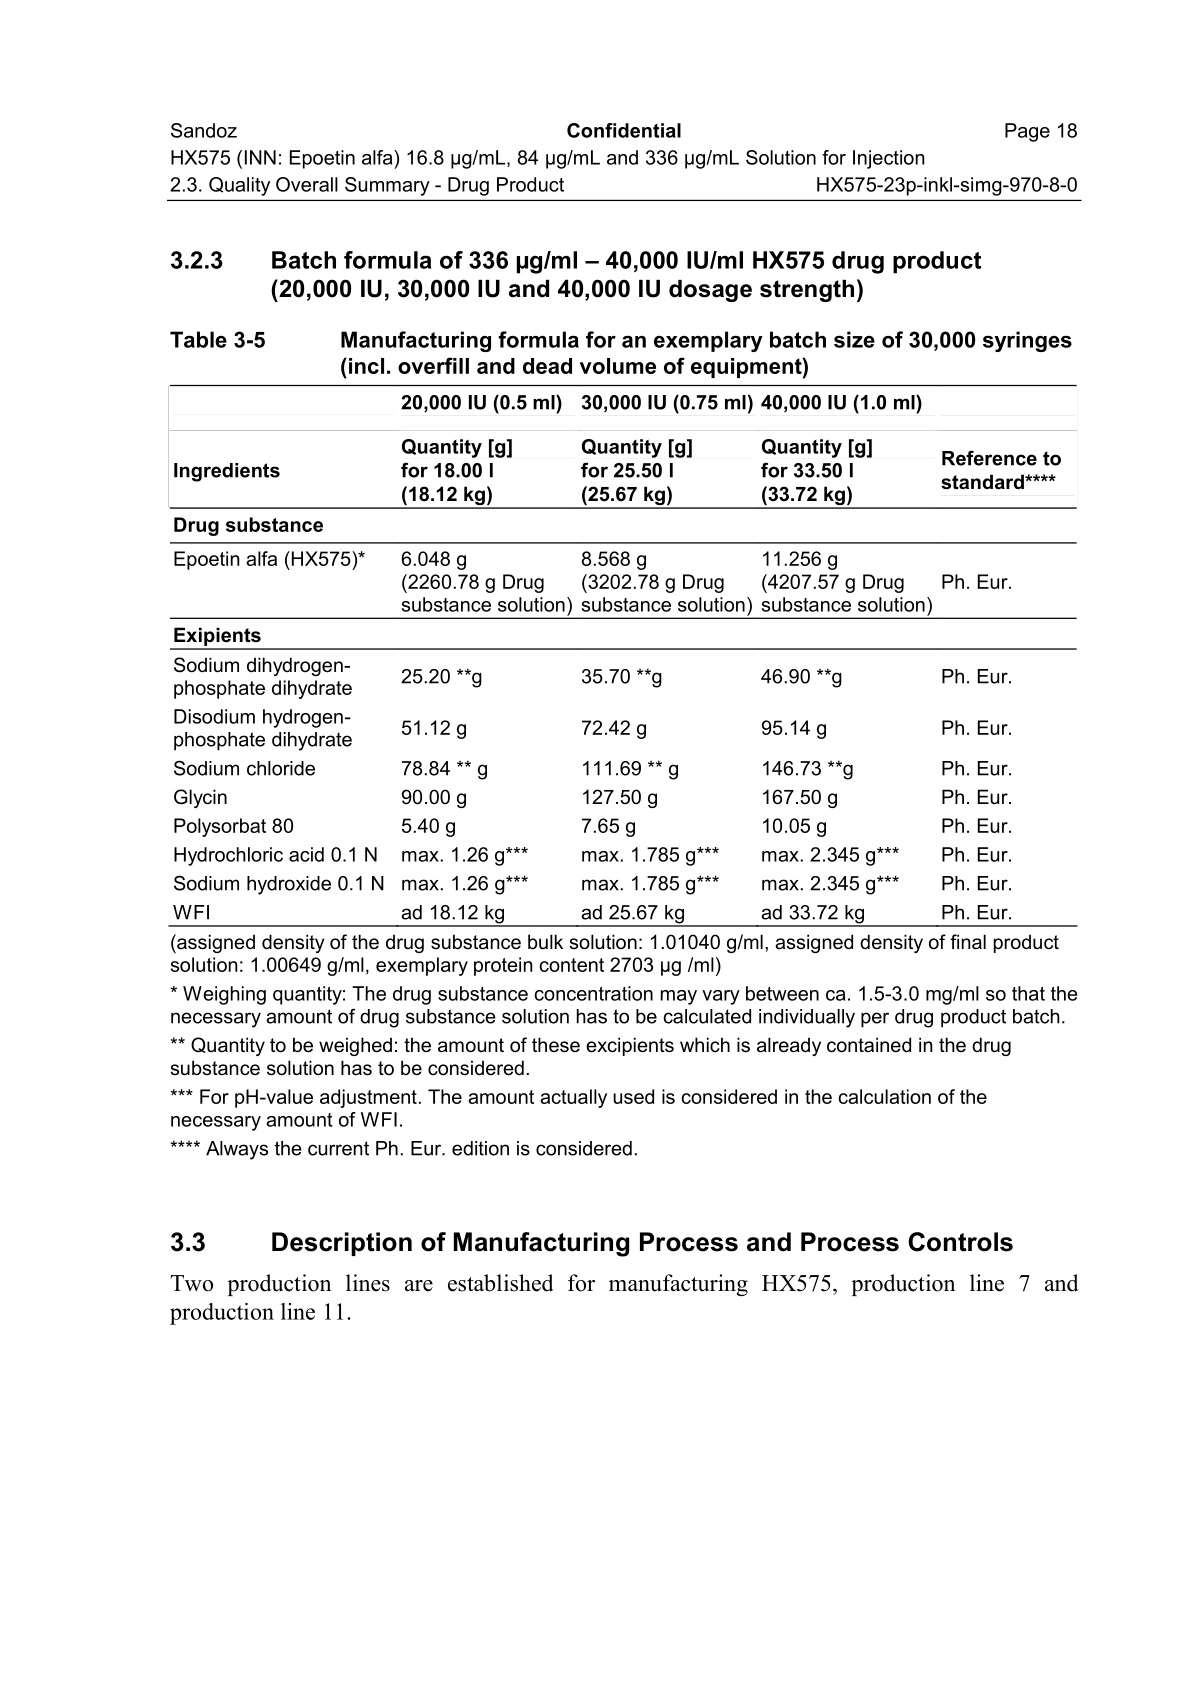 Sandoz Confidential Page 18
HX575 (INN: Epoetin alfa) 16.8 µg/mL, 84 µg/mL and 336 µg/mL Solution for Injection
2.3. Quality Overall Summary - Drug Product HX575-23p-inkl-simg-970-8-0
3.2.3 Batch formula of 336 µg/ml – 40,000 IU/ml HX575 drug product
(20,000 IU, 30,000 IU and 40,000 IU dosage strength)
Table 3-5 Manufacturing formula for an exemplary batch size of 30,000 syringes
(incl. overfill and dead volume of equipment)
20,000 IU (0.5 ml) 30,000 IU (0.75 ml) 40,000 IU (1.0 ml)
Ingredients
Quantity [g]
for 18.00 l
(18.12 kg)
Quantity [g]
for 25.50 l
(25.67 kg)
Quantity [g]
for 33.50 l
(33.72 kg)
Reference to
standard****
Drug substance
Epoetin alfa (HX575)*
6.048 g
(2260.78 g Drug
substance solution)
8.568 g
(3202.78 g Drug
substance solution)
11.256 g
(4207.57 g Drug
substance solution)
Ph. Eur.
Exipients
Sodium dihydrogen-
phosphate dihydrate
25.20 **g 35.70 **g 46.90 **g Ph. Eur.
Disodium hydrogen-
phosphate dihydrate
51.12 g 72.42 g 95.14 g Ph. Eur.
Sodium chloride 78.84 ** g 111.69 ** g 146.73 **g Ph. Eur.
Glycin 90.00 g 127.50 g 167.50 g Ph. Eur.
Polysorbat 80 5.40 g 7.65 g 10.05 g Ph. Eur.
Hydrochloric acid 0.1 N max. 1.26 g*** max. 1.785 g*** max. 2.345 g*** Ph. Eur.
Sodium hydroxide 0.1 N max. 1.26 g*** max. 1.785 g*** max. 2.345 g*** Ph. Eur.
WFI ad 18.12 kg ad 25.67 kg ad 33.72 kg Ph. Eur.
(assigned density of the drug substance bulk solution: 1.01040 g/ml, assigned density of final product
solution: 1.00649 g/ml, exemplary protein content 2703 µg /ml)
* Weighing quantity: The drug substance concentration may vary between ca. 1.5-3.0 mg/ml so that the
necessary amount of drug substance solution has to be calculated individually per drug product batch.
** Quantity to be weighed: the amount of these excipients which is already contained in the drug
substance solution has to be considered.
*** For pH-value adjustment. The amount actually used is considered in the calculation of the
necessary amount of WFI.
**** Always the current Ph. Eur. edition is considered.
3.3 Description of Manufacturing Process and Process Controls
Two production lines are established for manufacturing HX575, production line 7 and
production line 11.